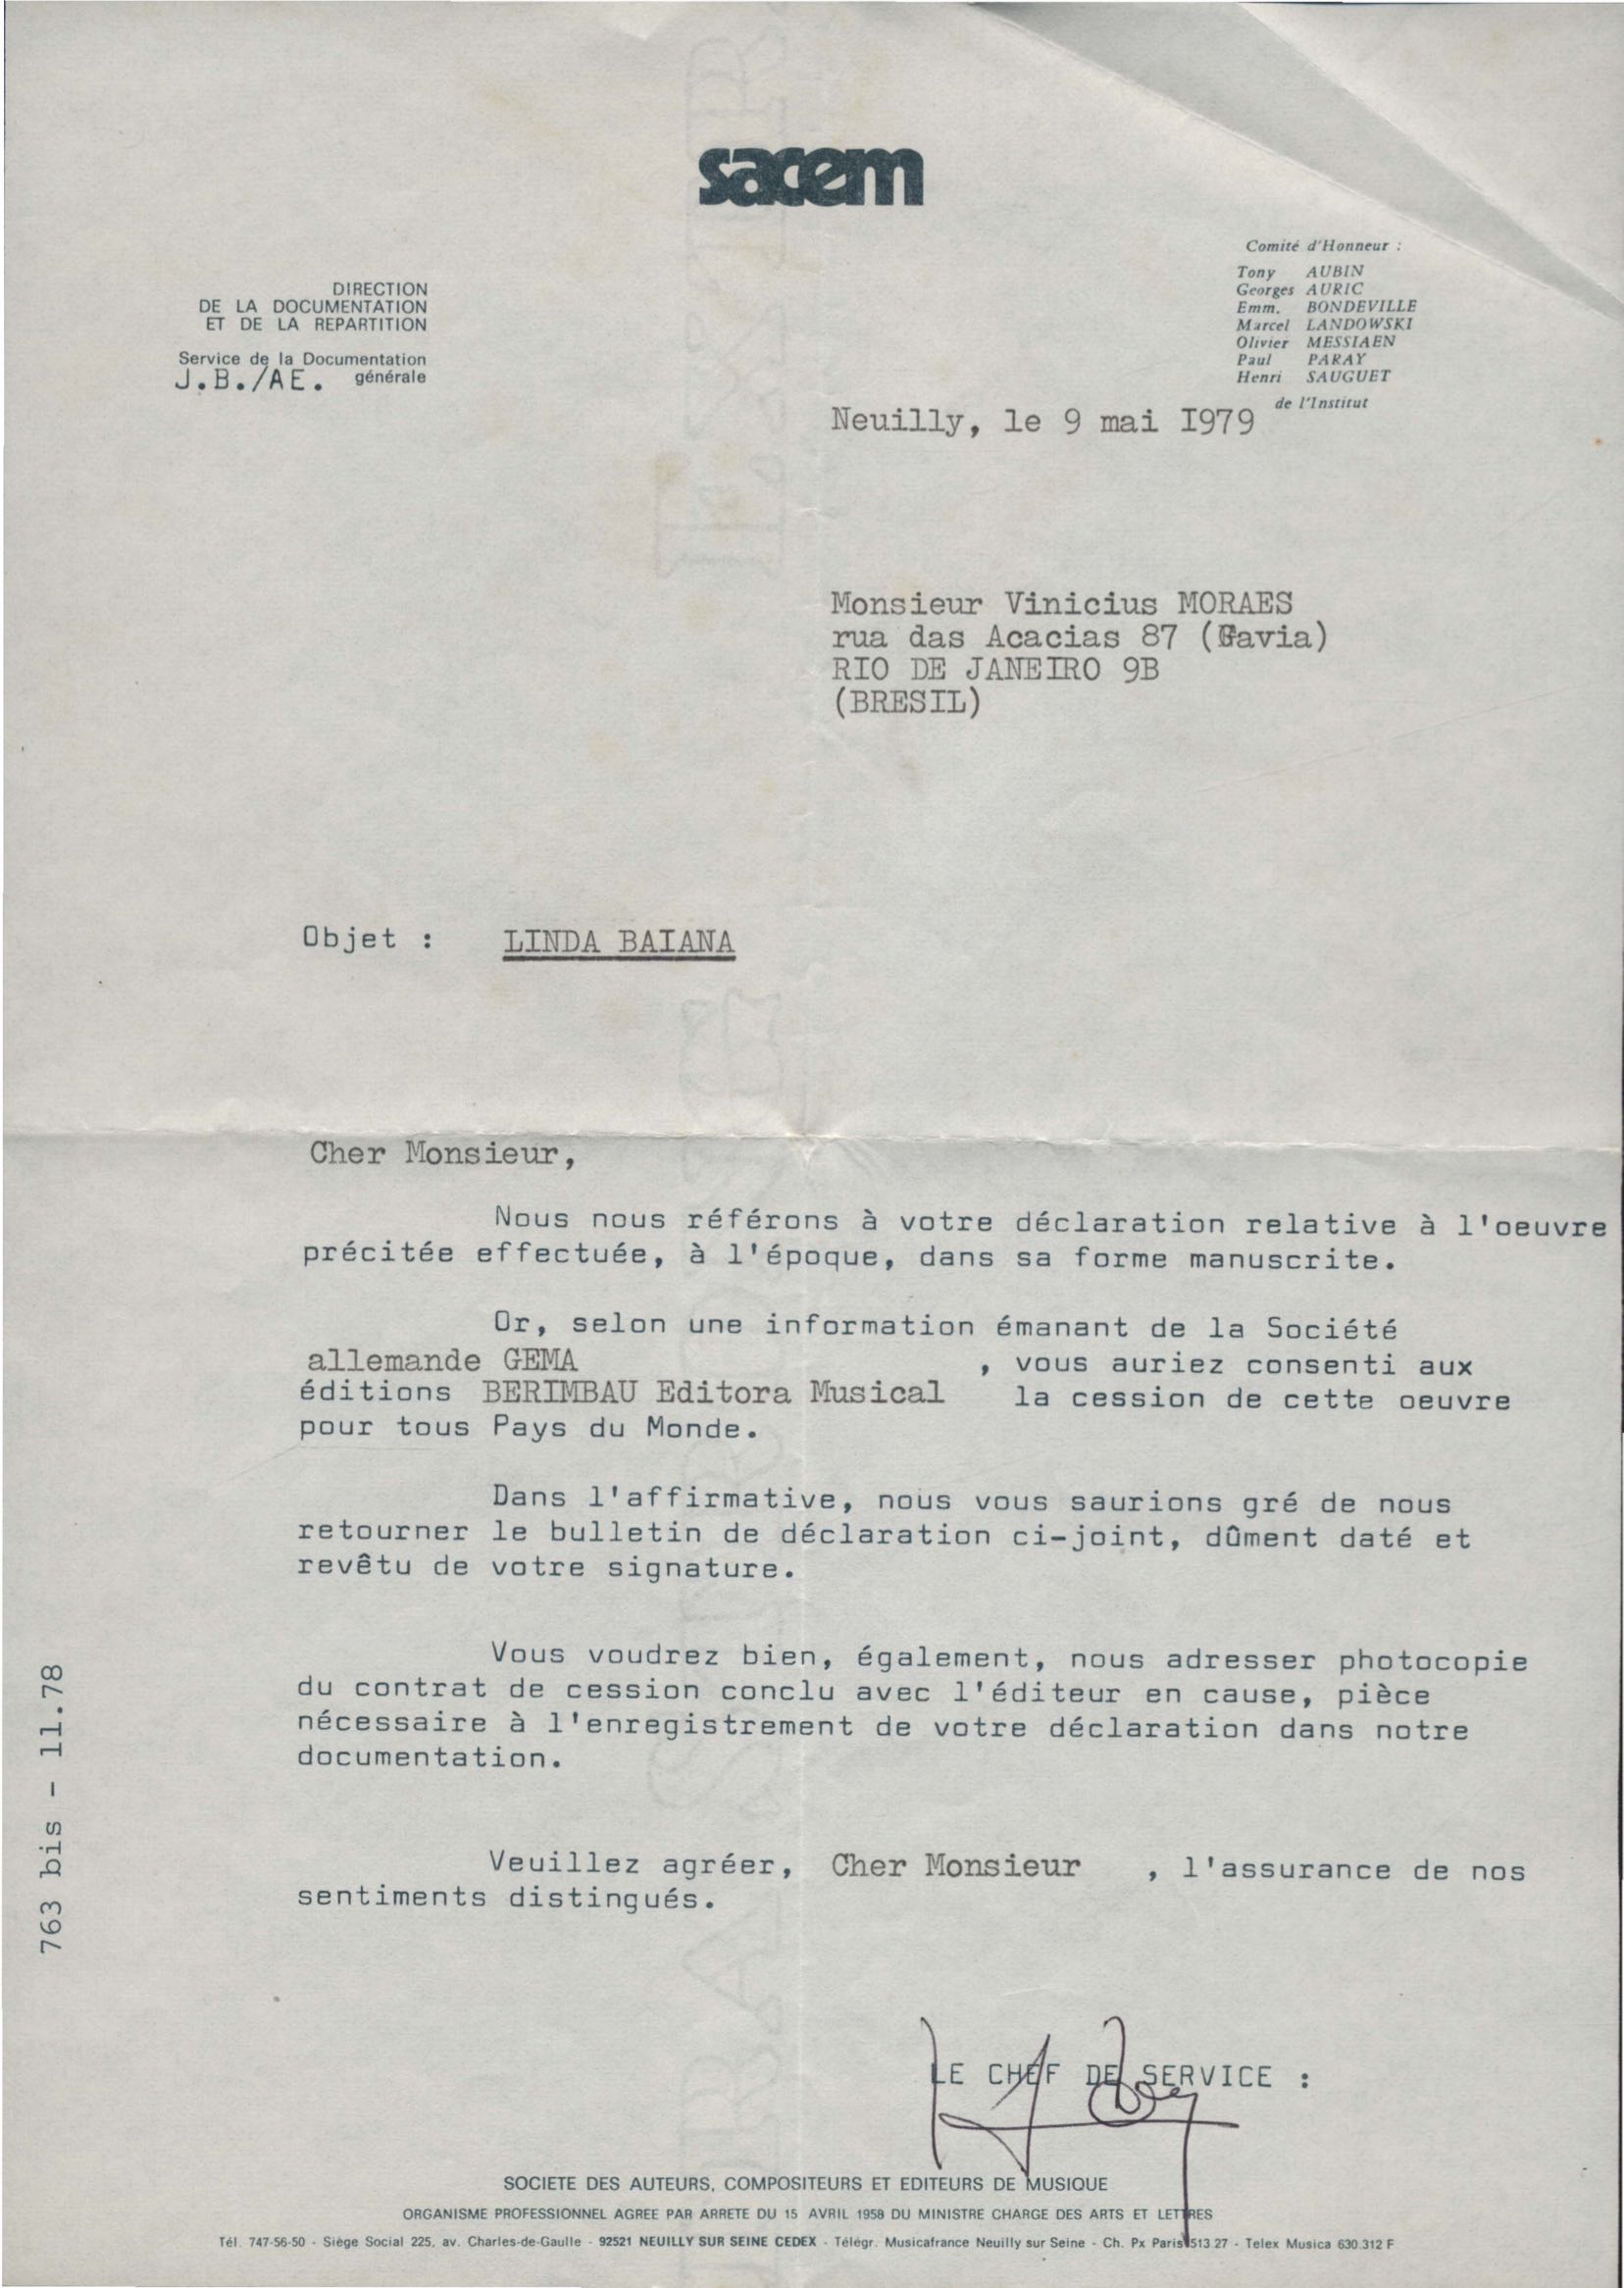 sacem
DIRECTION
DE LA DOCUMENTATION
ET DE LA REPARTITION
Service de la Documentation
générale
J.B./AE.
Comité d'Honneur :
Tony AUBIN
Georges AURIC
Emm. BONDEVILLE
Marcel LANDOWSKI
Olivier MESSIAEN
Paul PARAY
Henri SAUGUET
de l'Institut
Neuilly, le 9 mai I979
Monsieur Vinicius MORAES
rua das Acacias 87 (Gavia)
RIO DE JANEIRO 9B
(BRESIL)
Objet : LINDA BAIANA
Cher Monsieur,
Nous nous référons à votre déclaration relative à l'oeuvre
précitée effectuée, à l'époque, dans sa forme manuscrite.
Or, selon une information émanant de la Société
allemande GEMA , vous auriez consenti aux
éditions BERIMBAU Editora Musical la cession de cette oeuvre
pour tous Pays du Monde.
Dans l'affirmative, nous vous saurions gré de nous
retourner le bulletin de déclaration ci-joint, dûment daté et
revêtu de votre signature.
Vous voudrez bien, également, nous adresser photocopie
du contrat de cession conclu avec l'éditeur en cause, pièce
nécessaire à l'enregistrement de votre déclaration dans notre
documentation.
Veuillez agréer, Cher Monsieur , l'assurance de nos
sentiments distingués.
763 bis - 11.78
LE CHEF DE SERVICE :
SOCIETE DES AUTEURS, COMPOSITEURS ET EDITEURS DE MUSIQUE
ORGANISME PROFESSIONNEL AGREE PAR ARRETE DU 15 AVRIL 1958 DU MINISTRE CHARGE DES ARTS ET LETTRES
Tél. 747-56-50 - Siège Social 225, av. Charles-de-Gaulle - 92521 NEUILLY SUR SEINE CEDEX - Télégr. Musicafrance Neuilly sur Seine - Ch. Px Paris 513 27 - Telex Musica 630 312 F